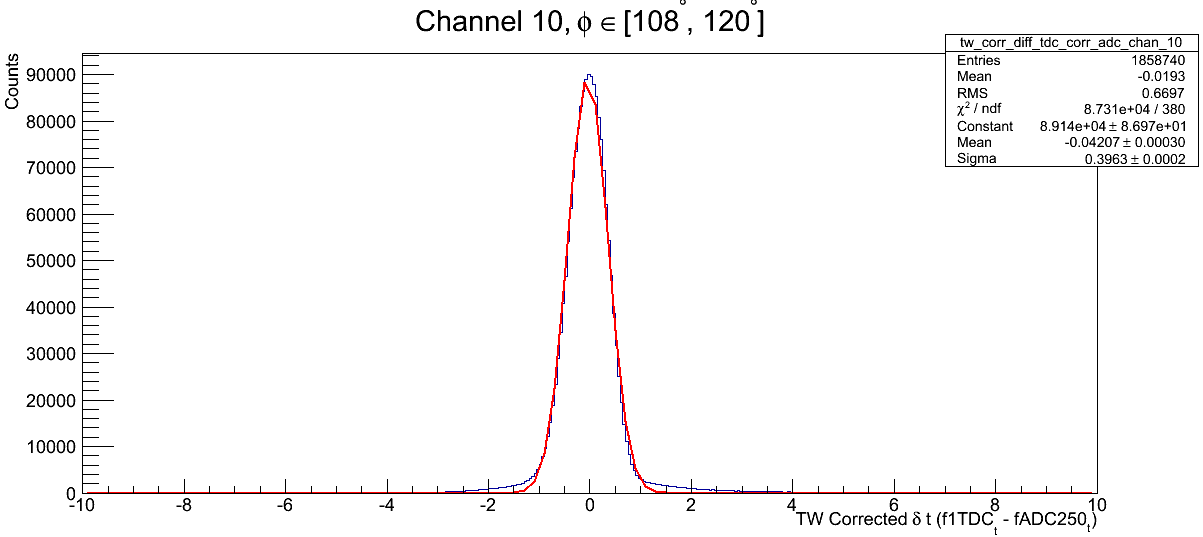 Channel 10, ϕ ∈ [108°, 120°]
tw_corr_diff_tdc_corr_adc_chan_10
Entries 1858740
Mean -0.0193
RMS 0.6697
χ² / ndf 8.731e+04 / 380
Constant 8.914e+04 ± 8.697e+01
Mean -0.04207 ± 0.00030
Sigma 0.3963 ± 0.0002
Counts
90000
80000
70000
60000
50000
40000
30000
20000
10000
0
-10 -8 -6 -4 -2 0 2 4 6 8 10
TW Corrected δ t (f1TDC_t - fADC250_t)